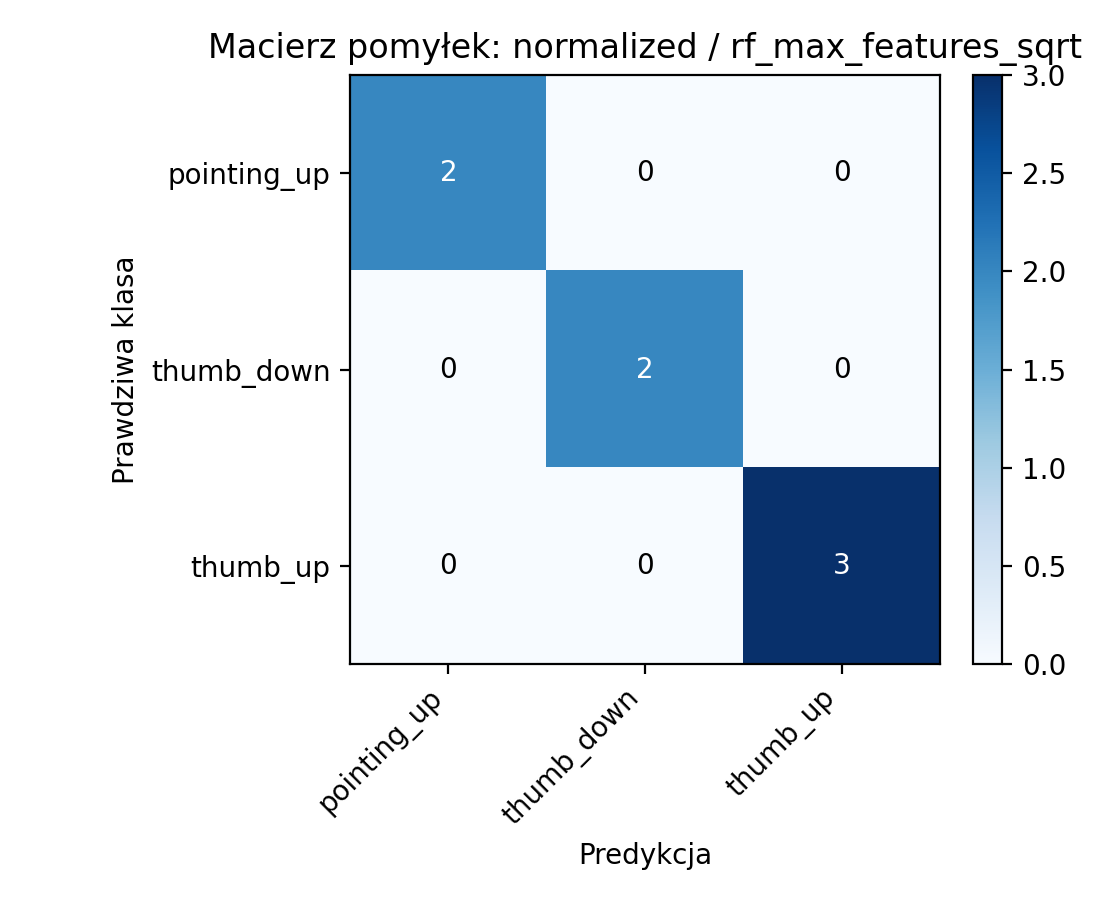 Macierz pomyłek: normalized / rf_max_features_sqrt
3.0
pointing_up
2
0
0
2.5
2.0
Prawdziwa klasa
thumb_down
0
2
0
1.5
1.0
thumb_up
0
0
3
0.5
0.0
pointing_up
thumb_down
thumb_up
Predykcja